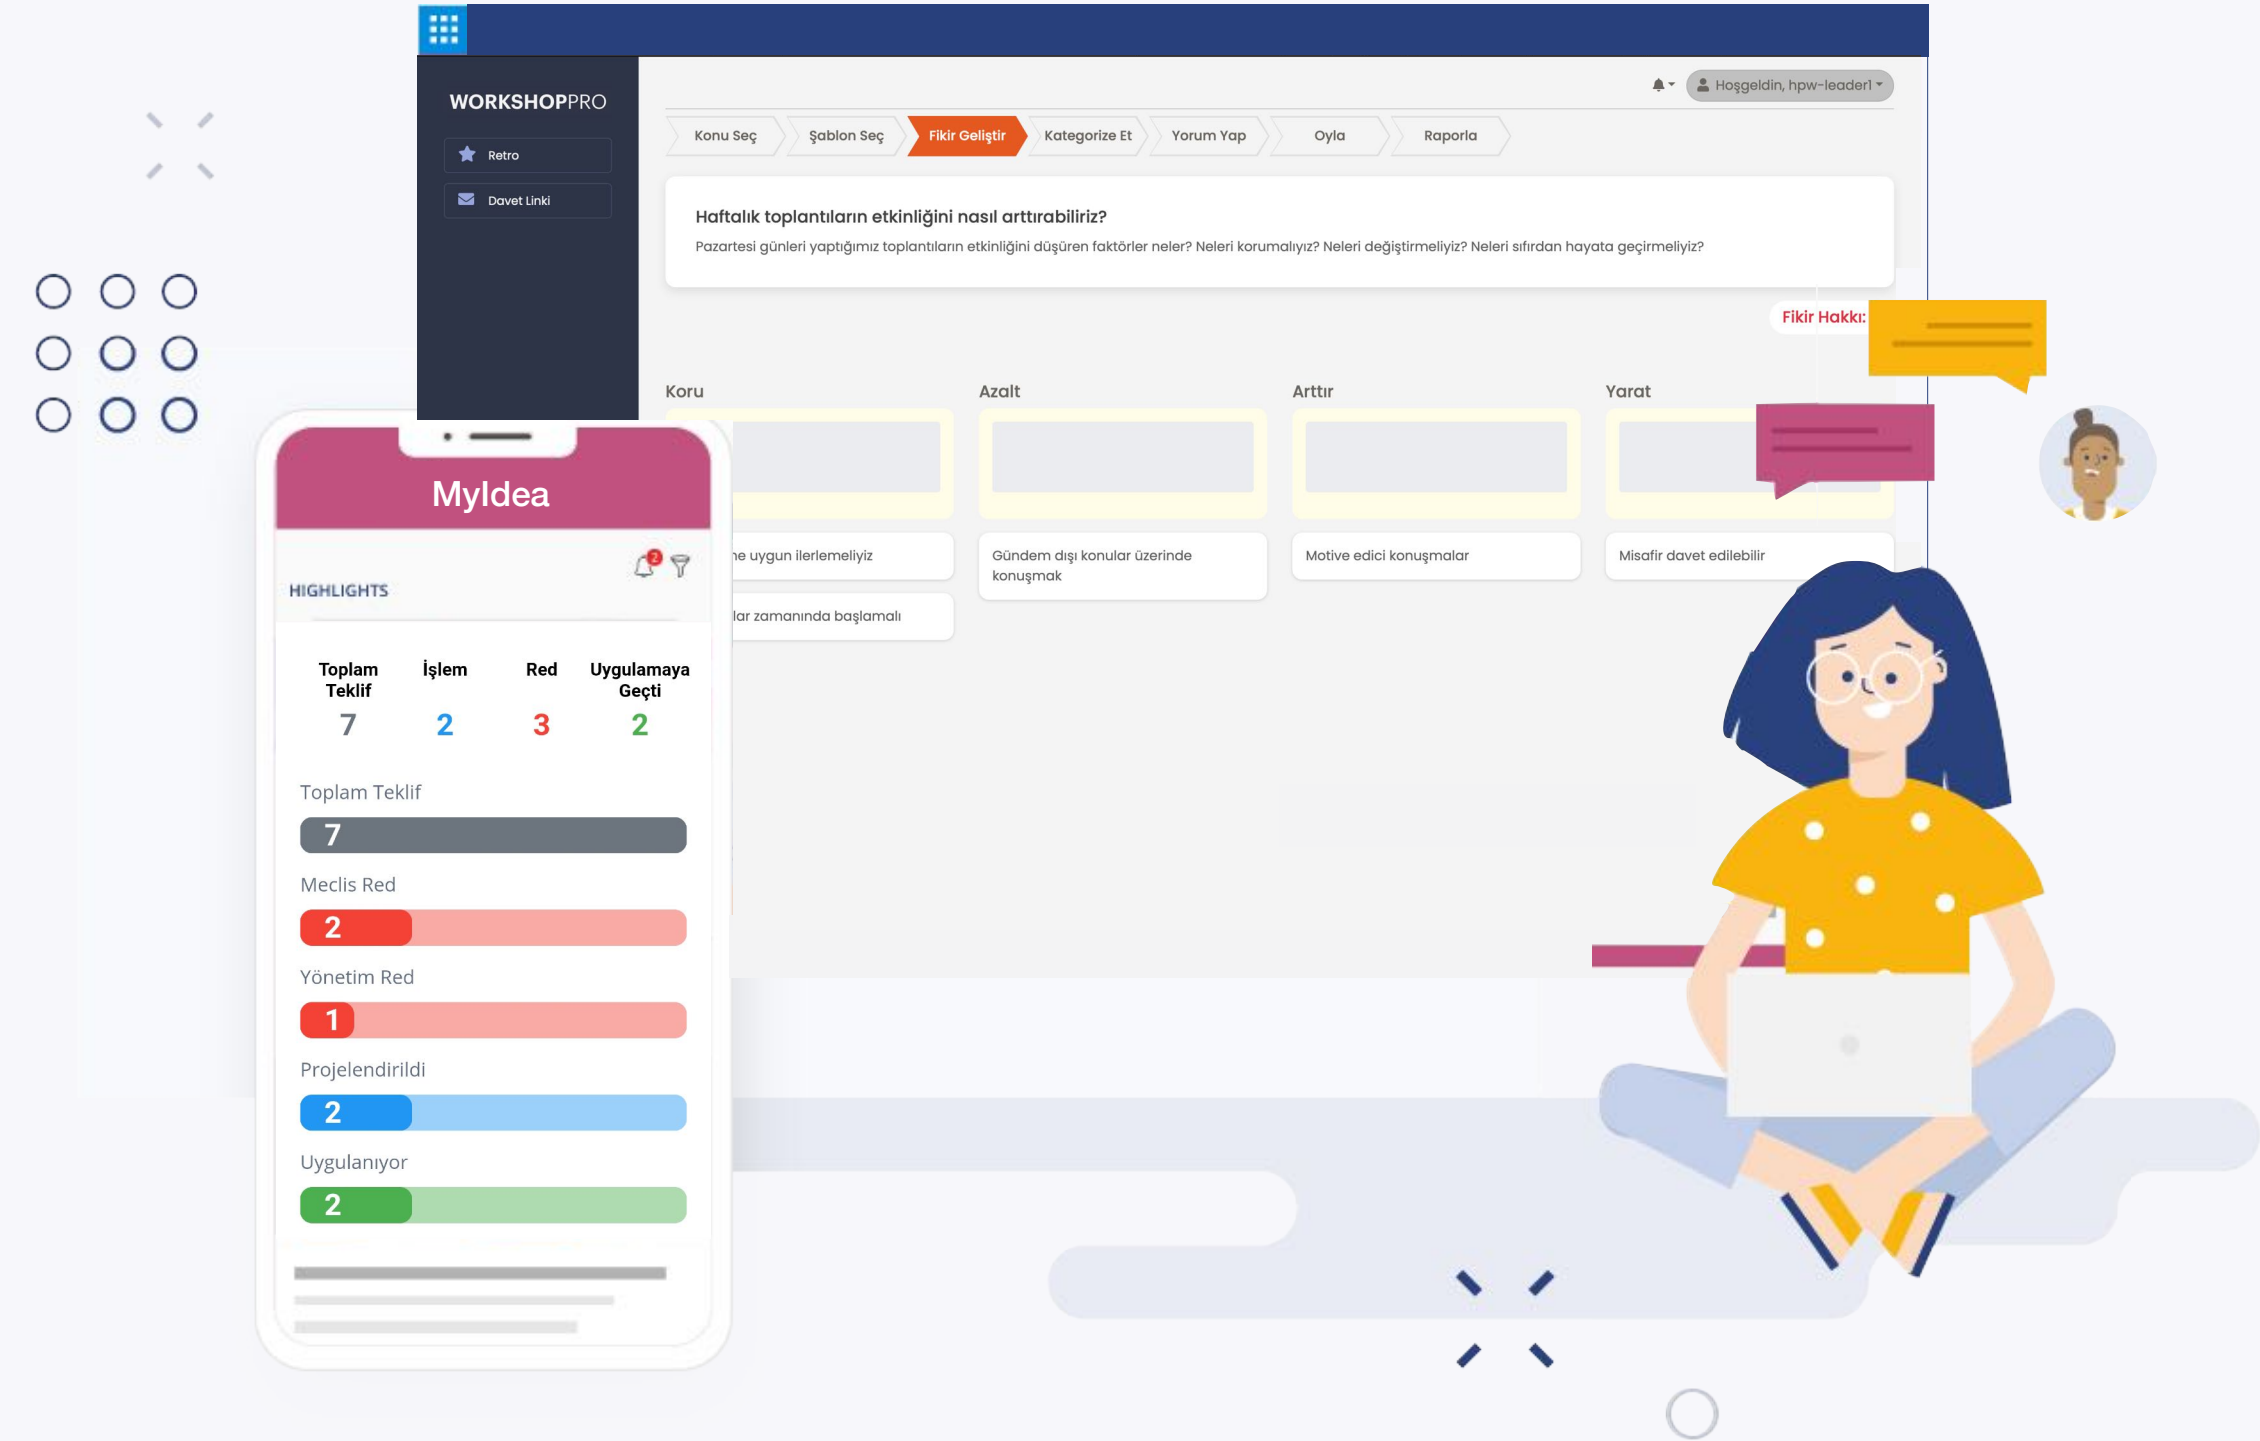 WORKSHOPPRO
Retro
Davet Linki
Hoşgeldin, hpw-leader1
Konu Seç
Şablon Seç
Fikir Geliştir
Kategorize Et
Yorum Yap
Oyla
Raporla
Haftalık toplantıların etkinliğini nasıl arttırabiliriz?
Pazartesi günleri yaptığımız toplantıların etkinliğini düşüren faktörler neler? Neleri korumalıyız? Neleri değiştirmeliyiz? Neleri sıfırdan hayata geçirmeliyiz?
Fikir Hakkı:
Koru
Azalt
Arttır
Yarat
uygun ilerlemeliyiz
zamanında başlamalı
Gündem dışı konular üzerinde
konuşmak
Motive edici konuşmalar
Misafir davet edilebilir
MyIdea
2
HIGHLIGHTS
Toplam
Teklif
7
İşlem
2
Red
3
Uygulamaya
Geçti
2
Toplam Teklif
7
Meclis Red
2
Yönetim Red
1
Projelendirildi
2
Uygulanıyor
2